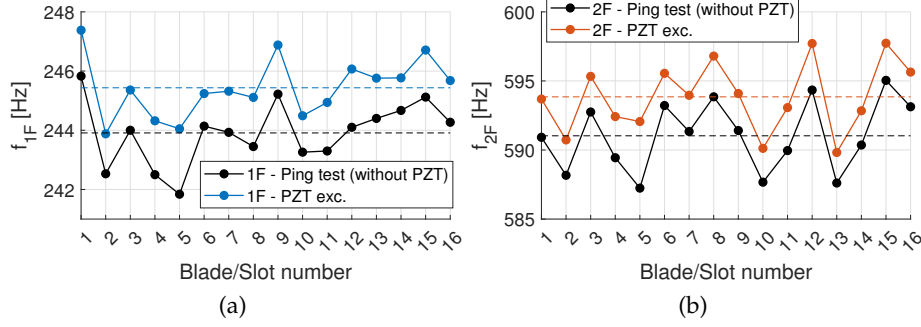 248
246
244
242
f1F [Hz]
1F - Ping test (without PZT)
1F - PZT exc.
1 2 3 4 5 6 7 8 9 10 11 12 13 14 15 16
Blade/Slot number
(a)
600
595
590
585
f2F [Hz]
2F - Ping test (without PZT)
2F - PZT exc.
1 2 3 4 5 6 7 8 9 10 11 12 13 14 15 16
Blade/Slot number
(b)